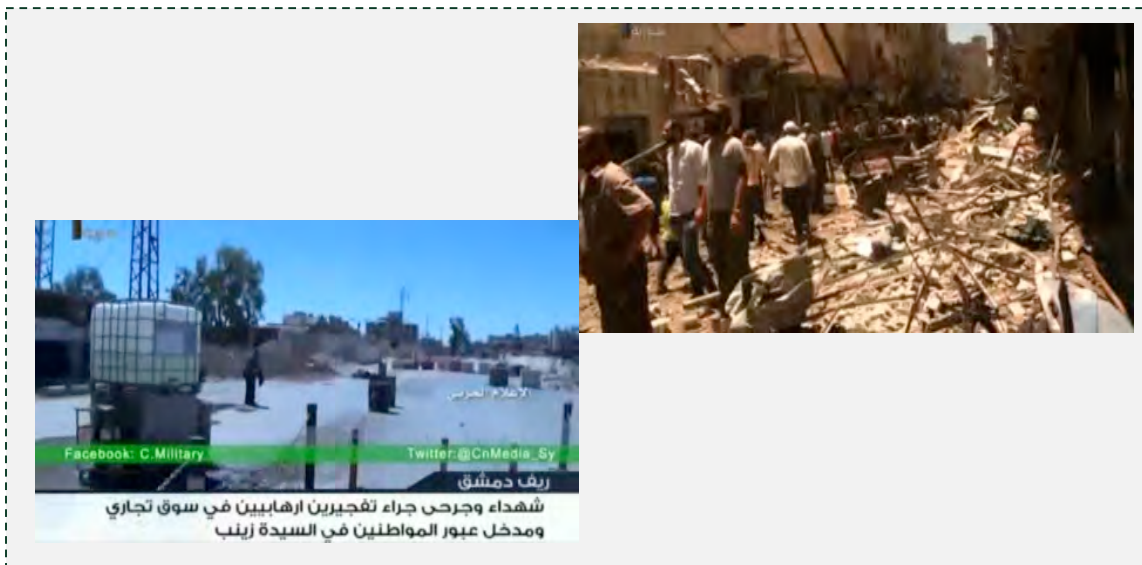 الاعلام الحربي
Facebook: C.Military Twitter:@CnMedia_Sy
ريف دمشق
شهداء وجرحى جراء تفجيرين ارهابيين في سوق تجاري
ومدخل عبور المواطنين في السيدة زينب